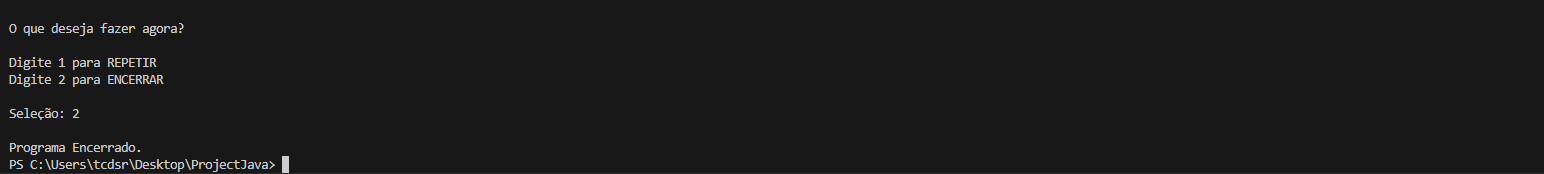 O que deseja fazer agora?
Digite 1 para REPETIR
Digite 2 para ENCERRAR
Seleção: 2
Programa Encerrado.
PS C:\Users\tcdsr\Desktop\ProjectJava>